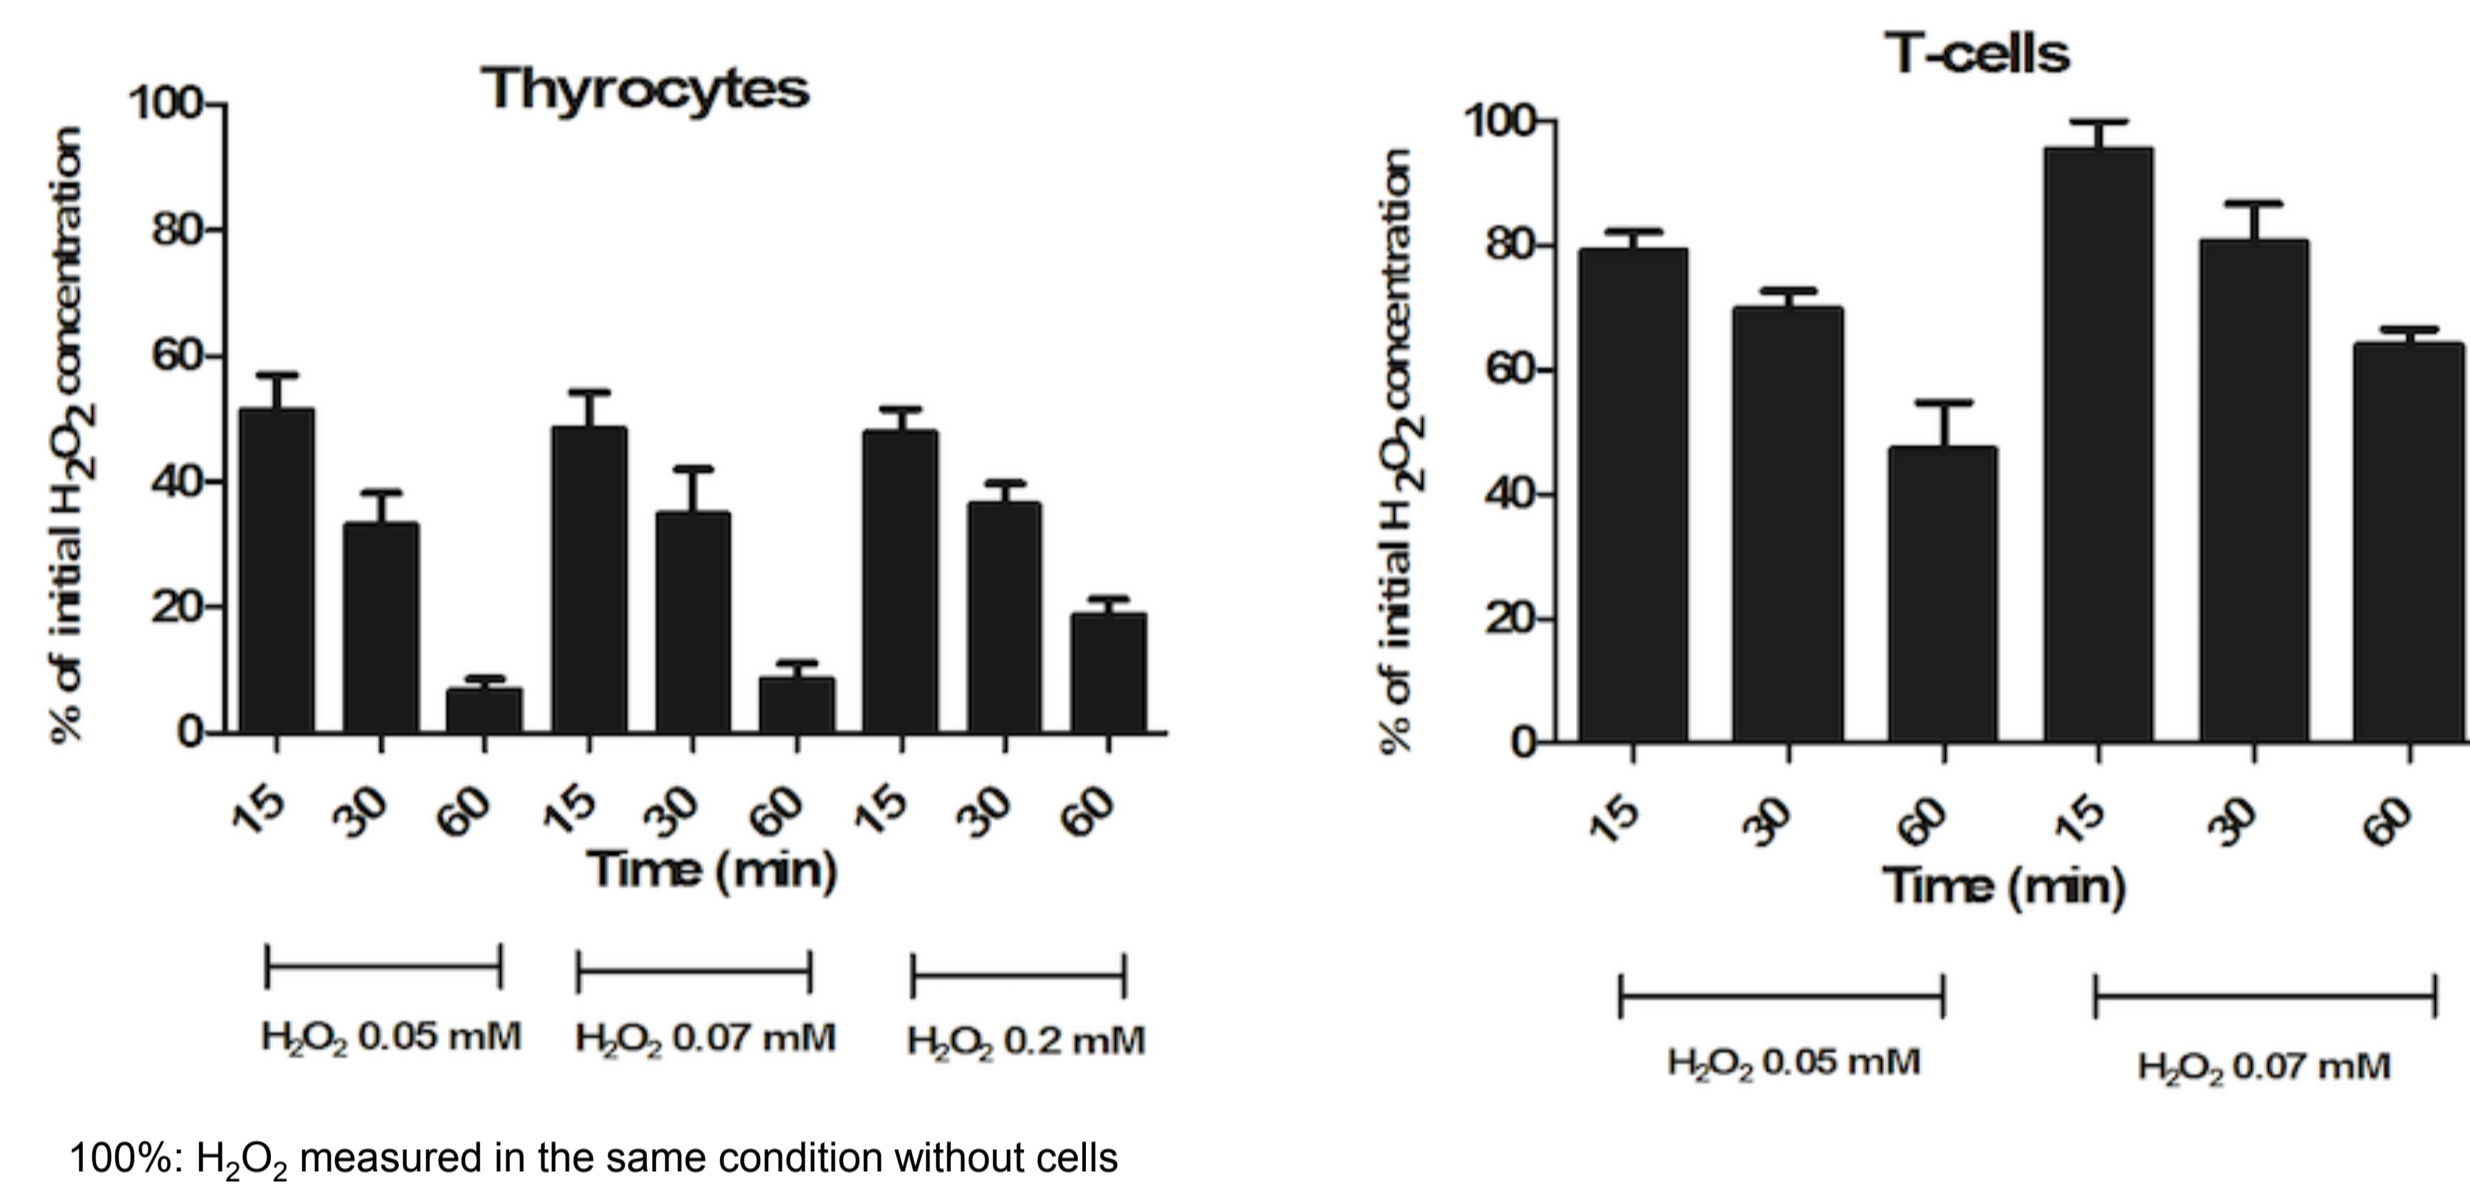 Thyrocytes
% of initial H₂O₂ concentration
100
80
60
40
20
0
15 30 60 15 30 60 15 30 60
Time (min)
H₂O₂ 0.05 mM H₂O₂ 0.07 mM H₂O₂ 0.2 mM
T-cells
% of initial H₂O₂ concentration
100
80
60
40
20
0
15 30 60 15 30 60
Time (min)
H₂O₂ 0.05 mM H₂O₂ 0.07 mM
100%: H₂O₂ measured in the same condition without cells